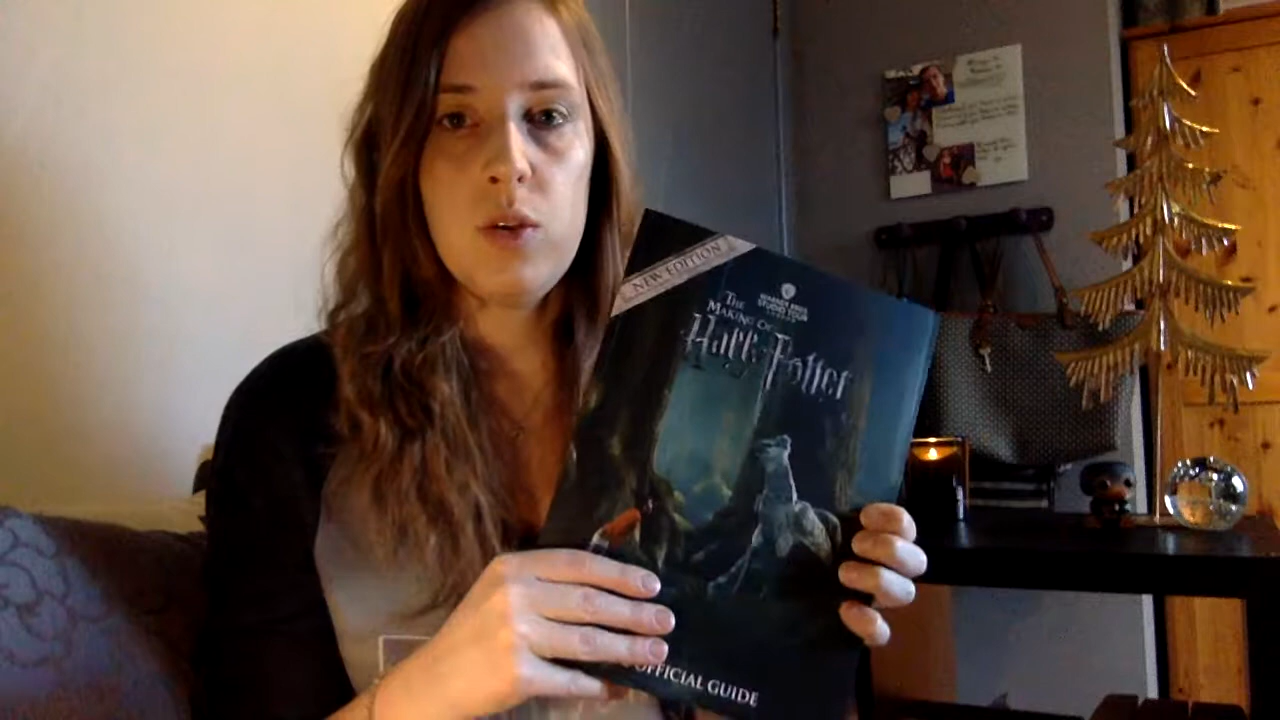 NEW EDITION
WARNER BROS.
STUDIO TOUR
LONDON
THE
MAKING OF
Harry Potter
OFFICIAL GUIDE